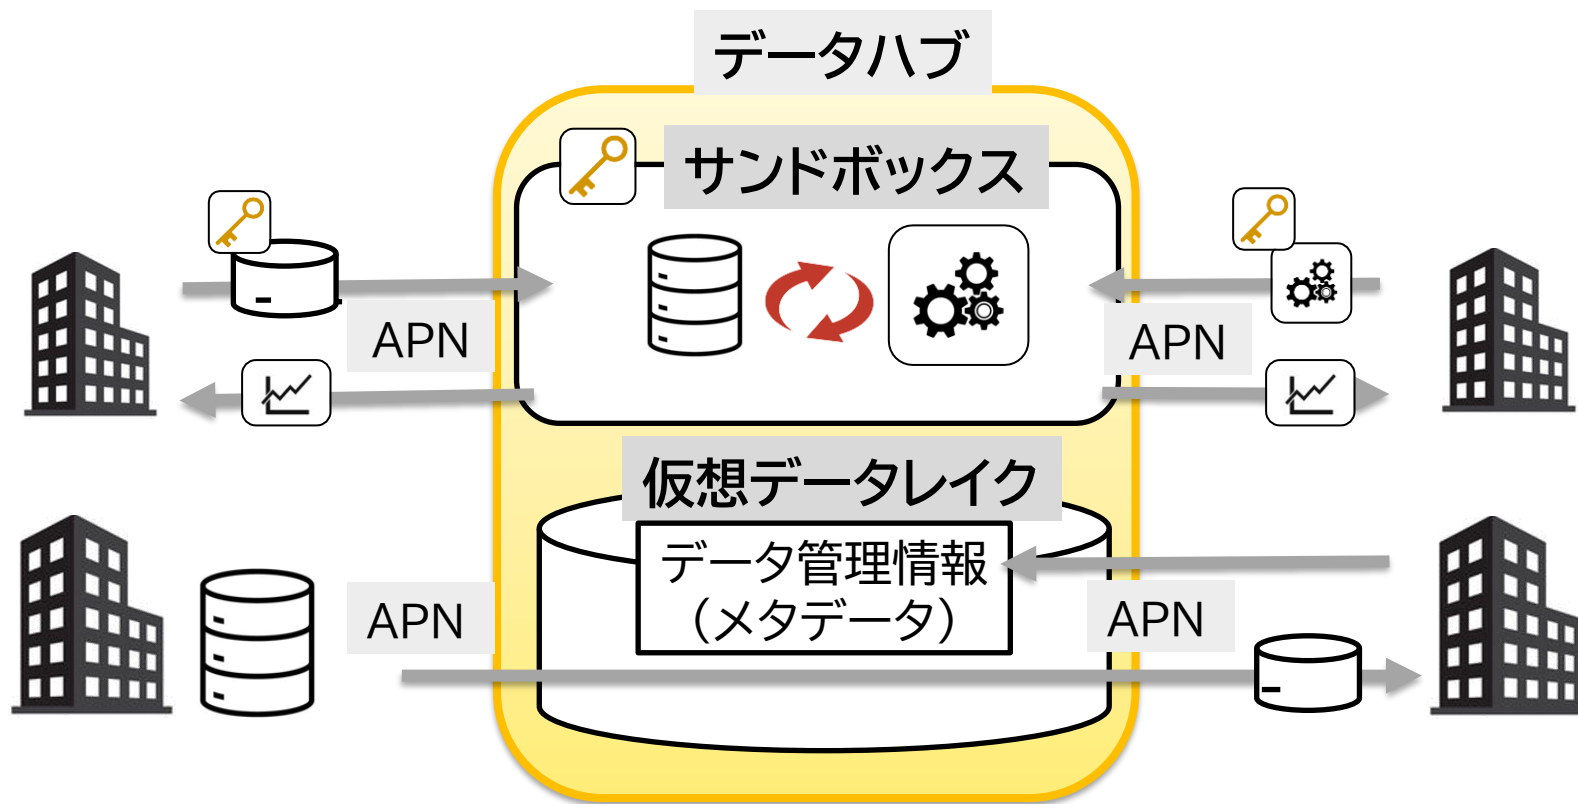 データハブ
サンドボックス
APN
APN
仮想データレイク
データ管理情報
（メタデータ）
APN
APN